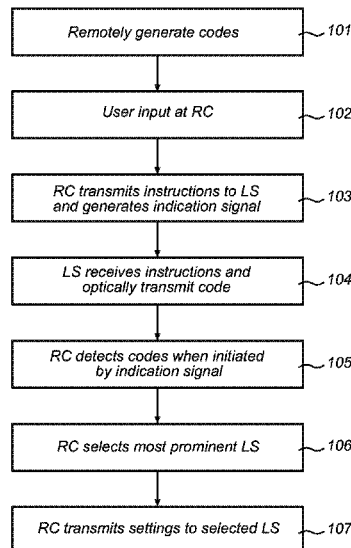 Remotely generate codes
101
User input at RC
102
RC transmits instructions to LS
and generates indication signal
103
LS receives instructions and
optically transmit code
104
RC detects codes when initiated
by indication signal
105
RC selects most prominent LS
106
RC transmits settings to selected LS
107